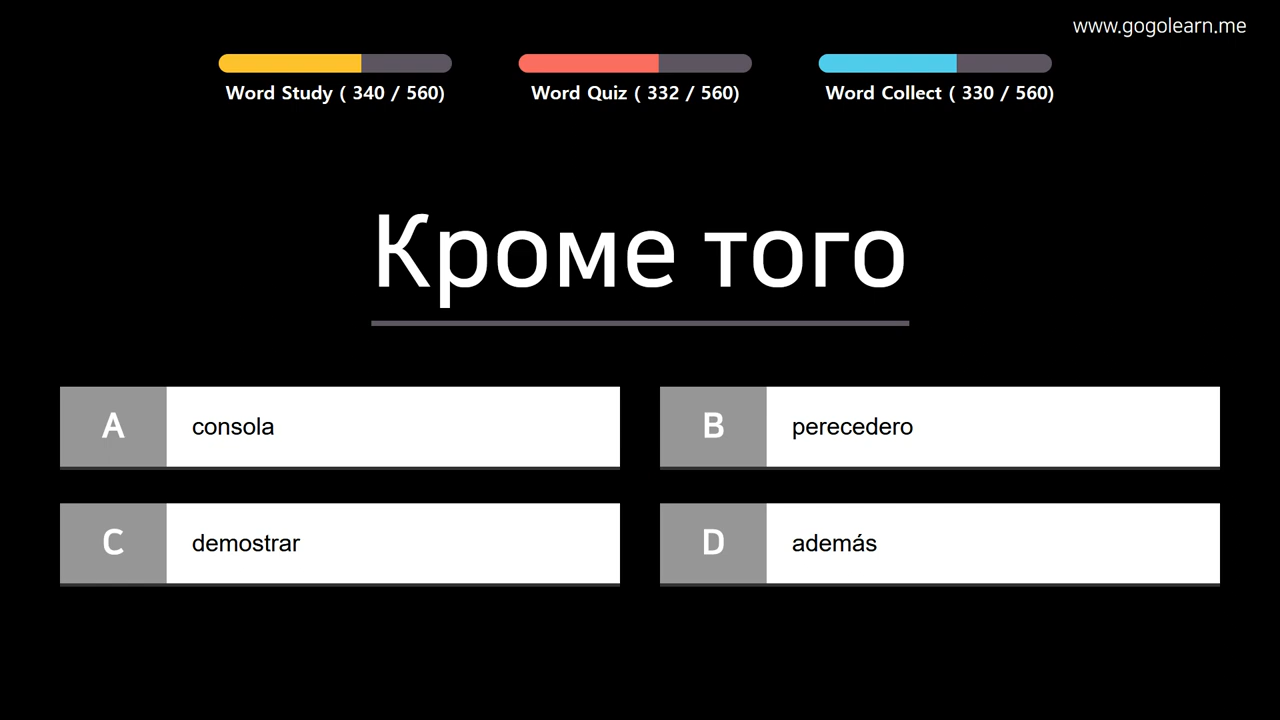 www.gogolearn.me
Word Study ( 340 / 560)
Word Quiz ( 332 / 560)
Word Collect ( 330 / 560)
Кроме того
A consola
B perecedero
C demostrar
D además